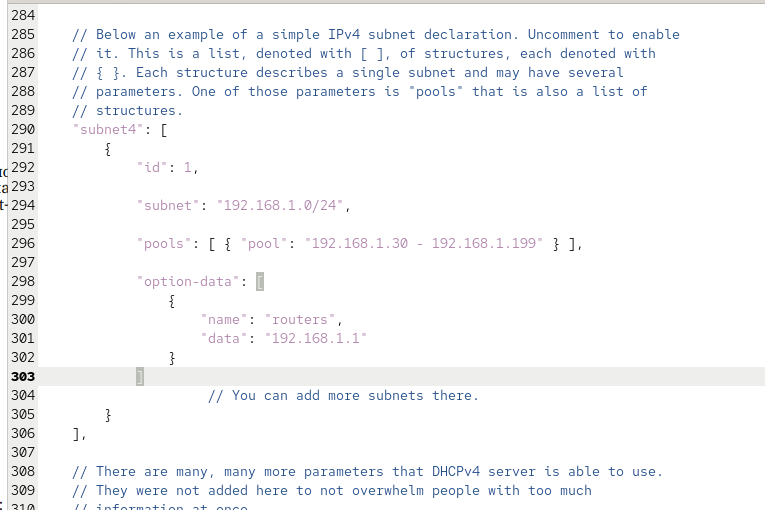 284
285 // Below an example of a simple IPv4 subnet declaration. Uncomment to enable
286 // it. This is a list, denoted with [ ], of structures, each denoted with
287 // { }. Each structure describes a single subnet and may have several
288 // parameters. One of those parameters is "pools" that is also a list of
289 // structures.
290 "subnet4": [
291 {
292 "id": 1,
293
294 "subnet": "192.168.1.0/24",
295
296 "pools": [ { "pool": "192.168.1.30 - 192.168.1.199" } ],
297
298 "option-data": [
299 {
300 "name": "routers",
301 "data": "192.168.1.1"
302 }
303 ]
304 // You can add more subnets there.
305 }
306 ],
307
308 // There are many, many more parameters that DHCPv4 server is able to use.
309 // They were not added here to not overwhelm people with too much
310 // information at once.